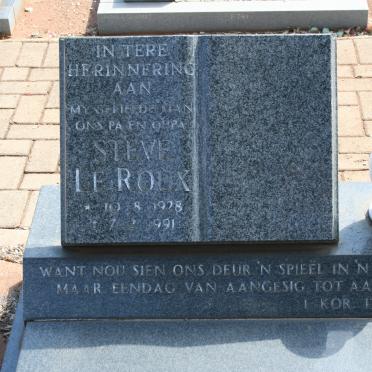 IN TERE
HERINNERING
AAN
MY GELIEFDE MAN
ONS PA EN OUPA
STEVE
LE ROUX
* 10 8 1928
7 1991
WANT NOU SIEN ONS DEUR 'N SPIEËL IN 'N
MAAR EENDAG VAN AANGESIG TOT AA
1 KOR. 1